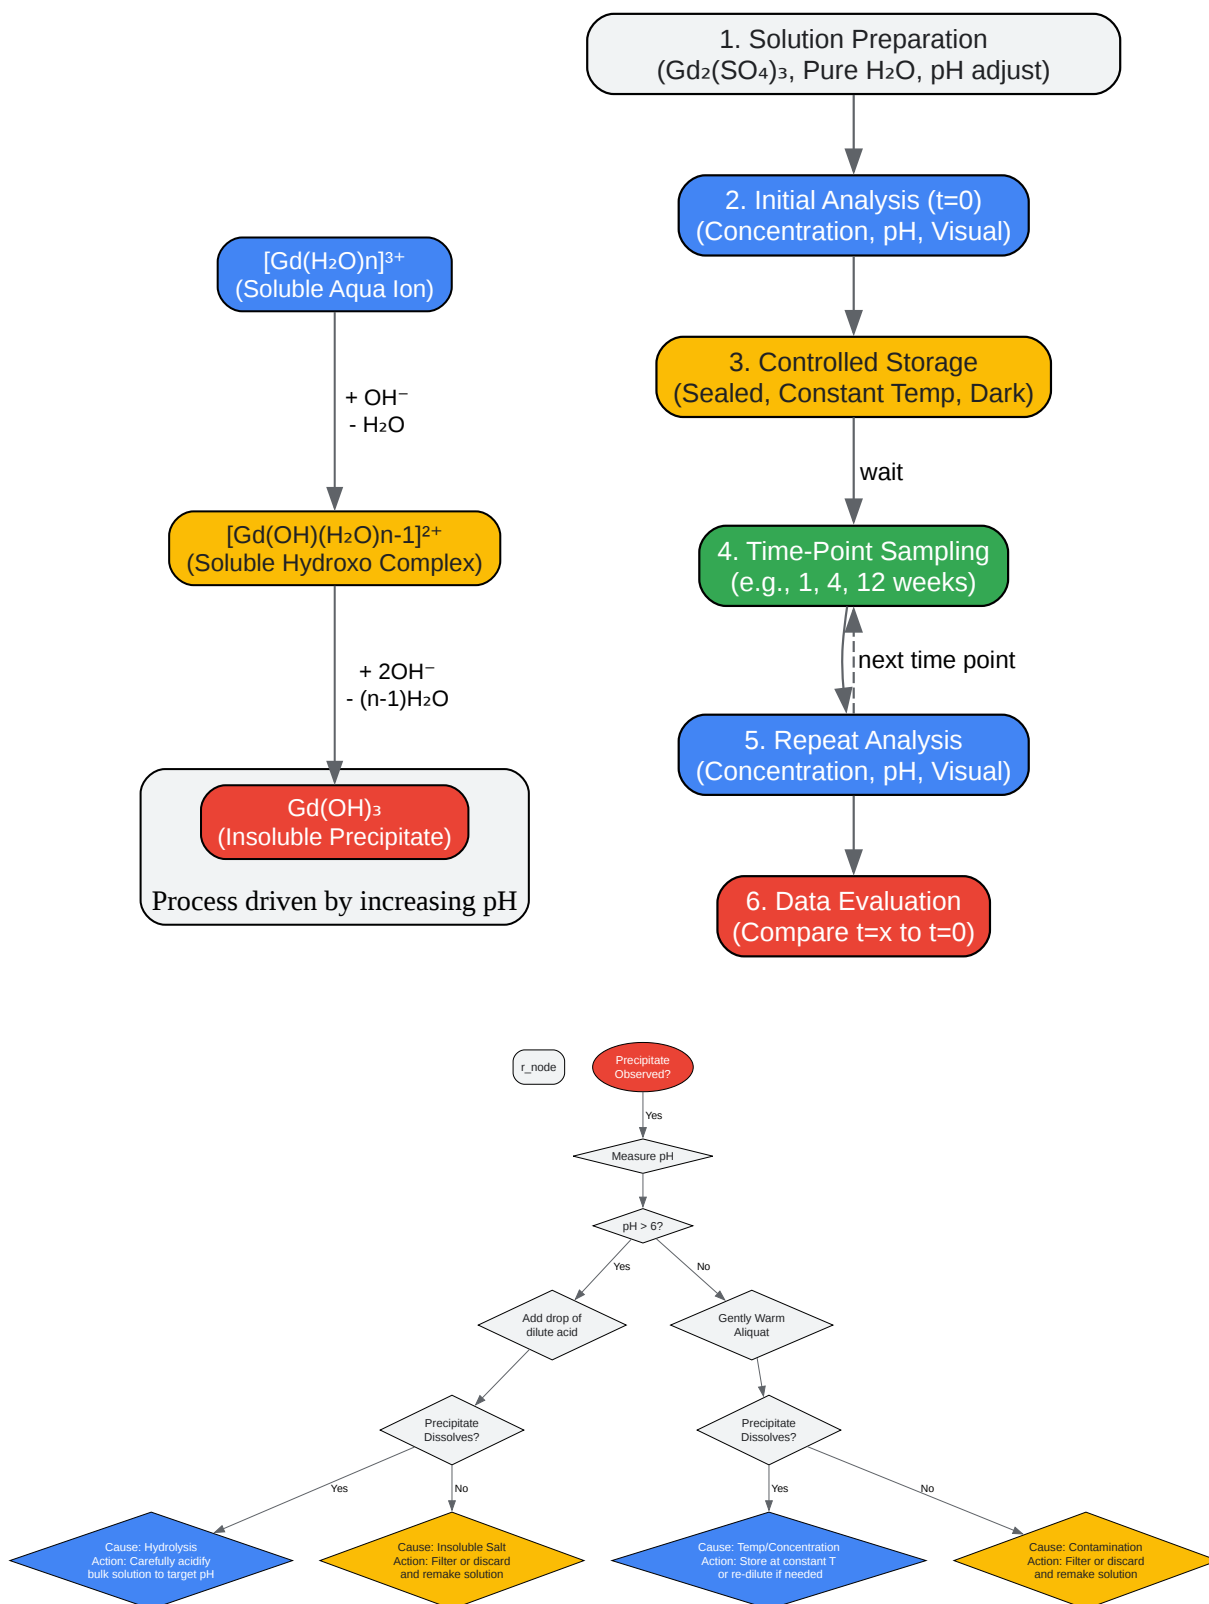 1. Solution Preparation
(Gd₂(SO₄)₃, Pure H₂O, pH adjust)
2. Initial Analysis (t=0)
(Concentration, pH, Visual)
3. Controlled Storage
(Sealed, Constant Temp, Dark)
wait
4. Time-Point Sampling
(e.g., 1, 4, 12 weeks)
next time point
5. Repeat Analysis
(Concentration, pH, Visual)
6. Data Evaluation
(Compare t=x to t=0)
[Gd(H₂O)n]³⁺
(Soluble Aqua Ion)
+ OH⁻
- H₂O
[Gd(OH)(H₂O)n-1]²⁺
(Soluble Hydroxo Complex)
+ 2OH⁻
- (n-1)H₂O
Gd(OH)₃
(Insoluble Precipitate)
Process driven by increasing pH
r_node
Precipitate
Observed?
Yes
Measure pH
pH > 6?
Yes
No
Add drop of
dilute acid
Gently Warm
Aliquat
Precipitate
Dissolves?
Precipitate
Dissolves?
Yes
No
Yes
No
Cause: Hydrolysis
Action: Carefully acidify
bulk solution to target pH
Cause: Insoluble Salt
Action: Filter or discard
and remake solution
Cause: Temp/Concentration
Action: Store at constant T
or re-dilute if needed
Cause: Contamination
Action: Filter or discard
and remake solution